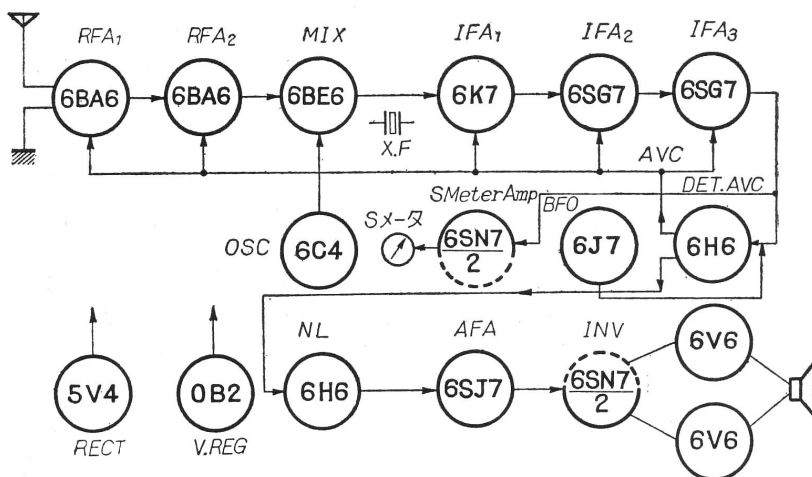 RFA₁ RFA₂ MIX IFA₁ IFA₂ IFA₃
6BA6 6BA6 6BE6 6K7 6SG7 6SG7
X.F
AVC
SMeterAmp DET.AVC
BFO
Sメータ
OSC 6C4 6SN7 6J7 6H6
2
NL AFA INV
6V6
5V4 0B2 6H6 6SJ7 6SN7
2
6V6
RECT V.REG